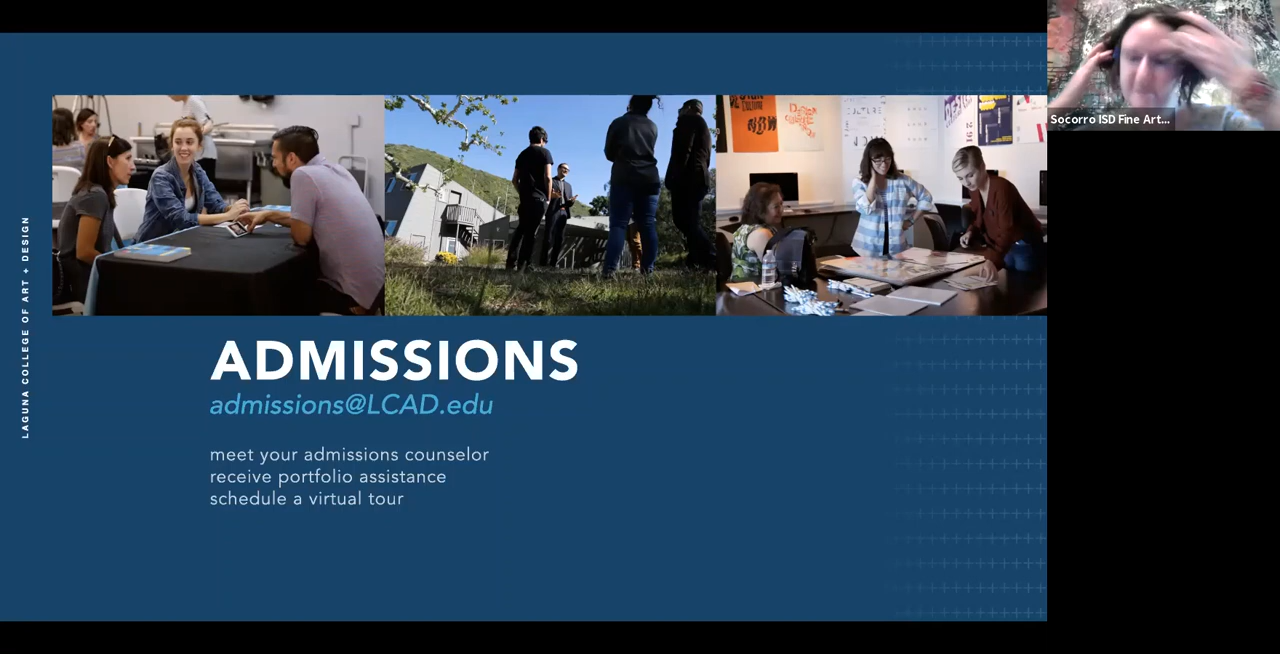 Socorro ISD Fine Art...
LAGUNA COLLEGE OF ART + DESIGN
ADMISSIONS
admissions@LCAD.edu
meet your admissions counselor
receive portfolio assistance
schedule a virtual tour